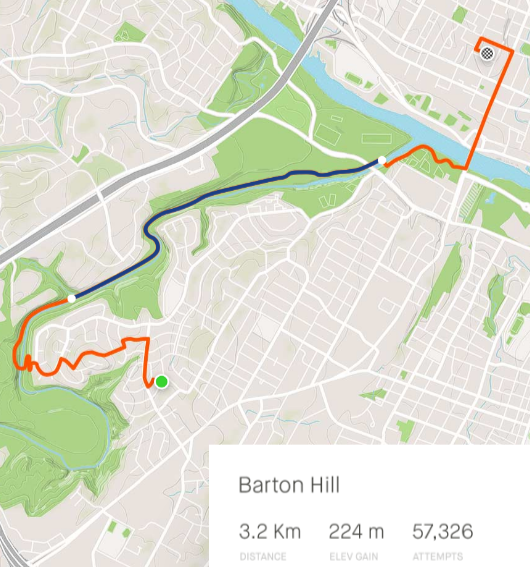 Barton Hill
3.2 Km 224 m 57,326
DISTANCE ELEV GAIN ATTEMPTS